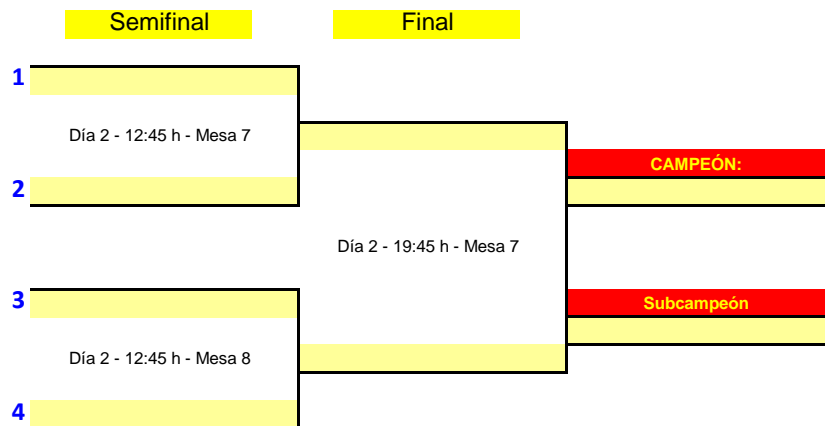 Semifinal
Final
1
Día 2 - 12:45 h - Mesa 7
CAMPEÓN:
2
Día 2 - 19:45 h - Mesa 7
3
Subcampeón
Día 2 - 12:45 h - Mesa 8
4